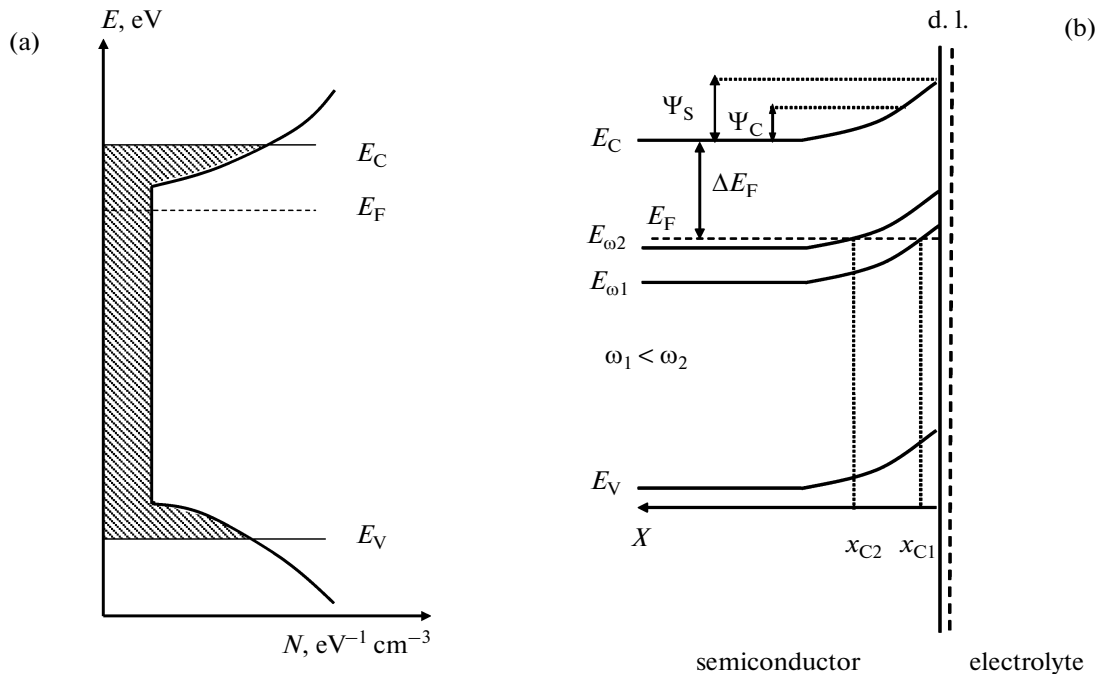 (a)
E, eV
E_C
E_F
E_V
N, eV⁻¹ cm⁻³
(b)
d. l.
Ψ_S
Ψ_C
E_C
ΔE_F
E_F
E_ω2
E_ω1
ω₁ < ω₂
E_V
X
x_C2
x_C1
semiconductor
electrolyte